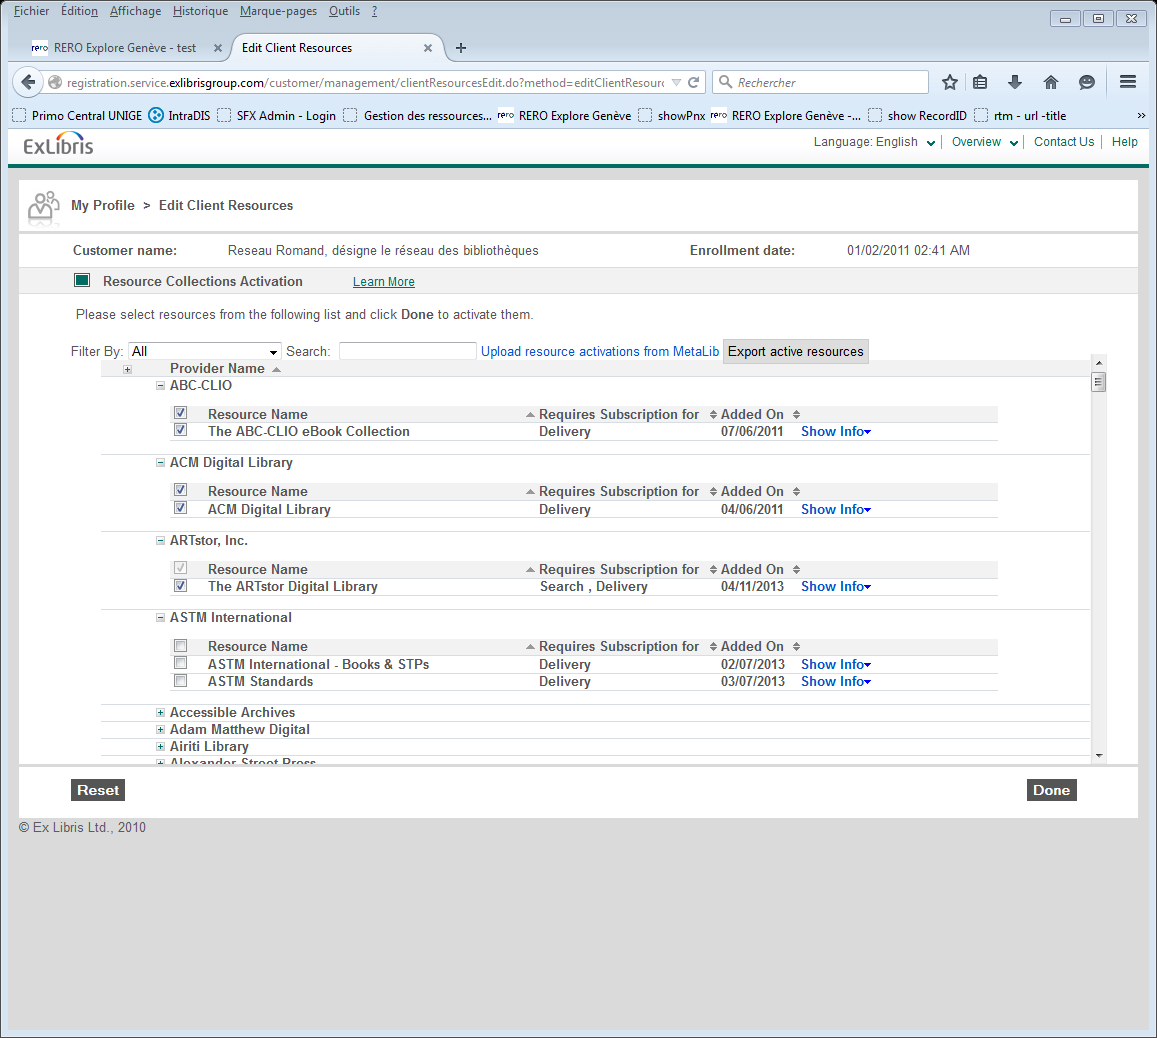 Fichier Édition Affichage Historique Marque-pages Outils ?
rero RERO Explore Genève - test × Edit Client Resources × +
registration.service.exlibrisgroup.com/customer/management/clientResourcesEdit.do?method=editClientResour Rechercher
Primo Central UNIGE IntraDIS SFX Admin - Login Gestion des ressources... rero RERO Explore Genève showPnx rero RERO Explore Genève -... show RecordID rtm - url -title »
ExLibris Language: English Overview Contact Us Help
My Profile > Edit Client Resources
Customer name: Reseau Romand, désigne le réseau des bibliothèques Enrollment date: 01/02/2011 02:41 AM
Resource Collections Activation Learn More
Please select resources from the following list and click Done to activate them.
Filter By: All Search: Upload resource activations from MetaLib Export active resources
Provider Name
ABC-CLIO
Resource Name Requires Subscription for Added On
The ABC-CLIO eBook Collection Delivery 07/06/2011 Show Info
ACM Digital Library
Resource Name Requires Subscription for Added On
ACM Digital Library Delivery 04/06/2011 Show Info
ARTstor, Inc.
Resource Name Requires Subscription for Added On
The ARTstor Digital Library Search , Delivery 04/11/2013 Show Info
ASTM International
Resource Name Requires Subscription for Added On
ASTM International - Books & STPs Delivery 02/07/2013 Show Info
ASTM Standards Delivery 03/07/2013 Show Info
Accessible Archives
Adam Matthew Digital
Airiti Library
Alexander Street Press
Reset Done
© Ex Libris Ltd., 2010